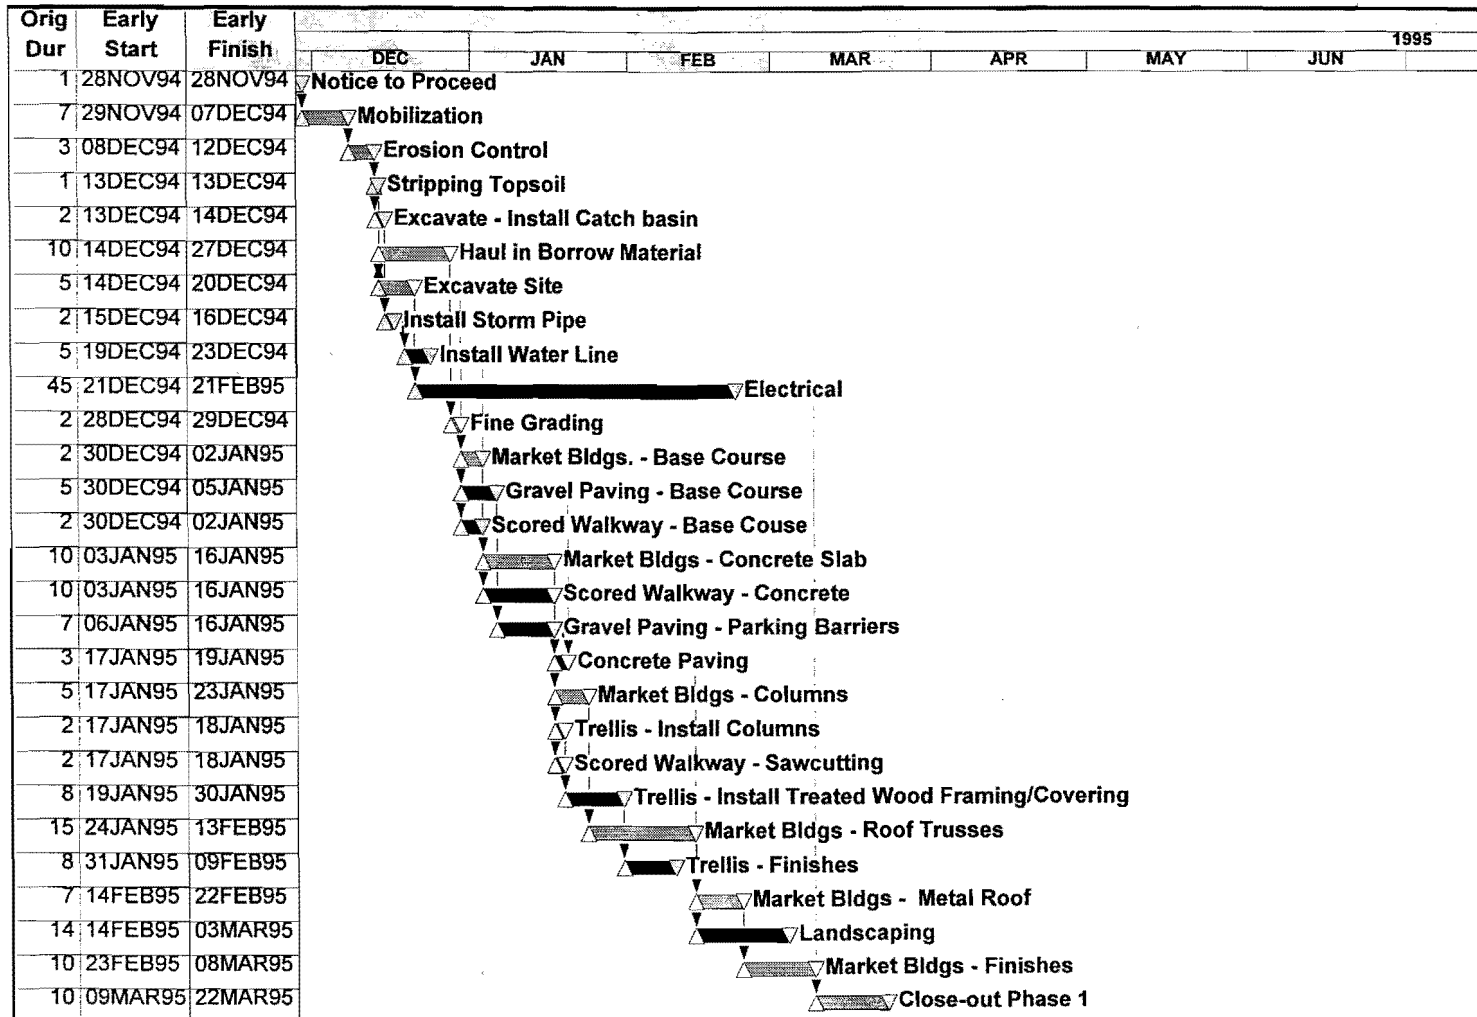 Orig Early Early
Dur Start Finish
1995
DEC JAN FEB MAR APR MAY JUN
1 28NOV94 28NOV94 Notice to Proceed
7 29NOV94 07DEC94 Mobilization
3 08DEC94 12DEC94 Erosion Control
1 13DEC94 13DEC94 Stripping Topsoil
2 13DEC94 14DEC94 Excavate - Install Catch basin
10 14DEC94 27DEC94 Haul in Borrow Material
5 14DEC94 20DEC94 Excavate Site
2 15DEC94 16DEC94 Install Storm Pipe
5 19DEC94 23DEC94 Install Water Line
45 21DEC94 21FEB95 Electrical
2 28DEC94 29DEC94 Fine Grading
2 30DEC94 02JAN95 Market Bldgs. - Base Course
5 30DEC94 05JAN95 Gravel Paving - Base Course
2 30DEC94 02JAN95 Scored Walkway - Base Couse
10 03JAN95 16JAN95 Market Bldgs - Concrete Slab
10 03JAN95 16JAN95 Scored Walkway - Concrete
7 06JAN95 16JAN95 Gravel Paving - Parking Barriers
3 17JAN95 19JAN95 Concrete Paving
5 17JAN95 23JAN95 Market Bldgs - Columns
2 17JAN95 18JAN95 Trellis - Install Columns
2 17JAN95 18JAN95 Scored Walkway - Sawcutting
8 19JAN95 30JAN95 Trellis - Install Treated Wood Framing/Covering
15 24JAN95 13FEB95 Market Bldgs - Roof Trusses
8 31JAN95 09FEB95 Trellis - Finishes
7 14FEB95 22FEB95 Market Bldgs - Metal Roof
14 14FEB95 03MAR95 Landscaping
10 23FEB95 08MAR95 Market Bldgs - Finishes
10 09MAR95 22MAR95 Close-out Phase 1